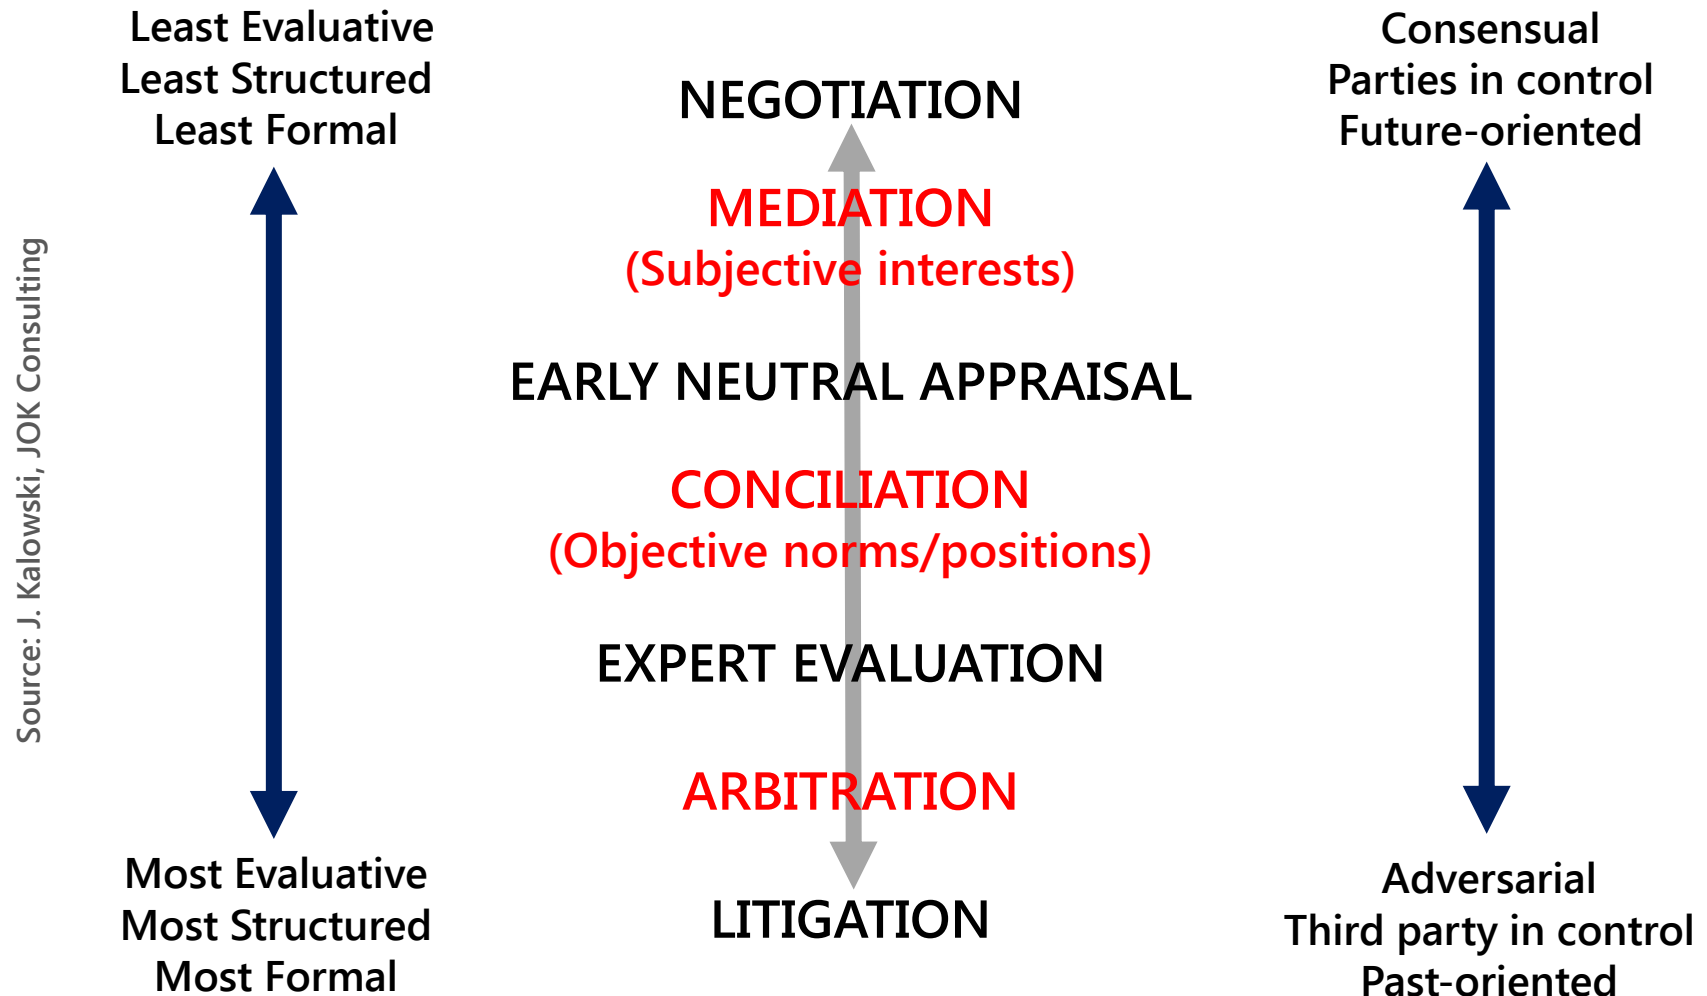 Least Evaluative
Least Structured
Least Formal
Consensual
Parties in control
Future-oriented
NEGOTIATION
MEDIATION
(Subjective interests)
EARLY NEUTRAL APPRAISAL
CONCILIATION
(Objective norms/positions)
EXPERT EVALUATION
ARBITRATION
LITIGATION
Most Evaluative
Most Structured
Most Formal
Adversarial
Third party in control
Past-oriented
Source: J. Kalowski, JOK Consulting